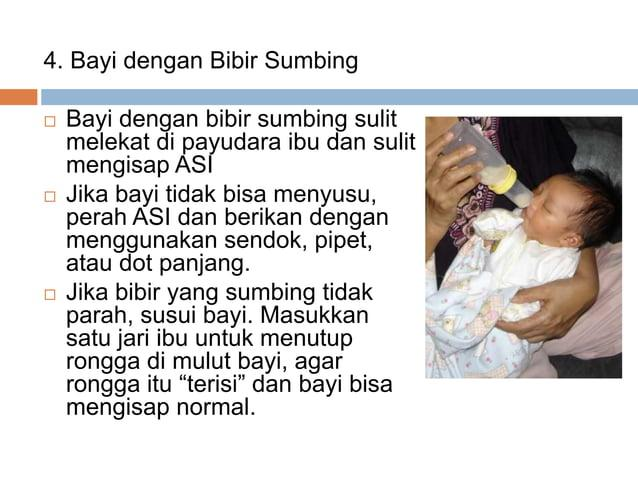 4. Bayi dengan Bibir Sumbing
Bayi dengan bibir sumbing sulit
melekat di payudara ibu dan sulit
mengisap ASI
Jika bayi tidak bisa menyusu,
perah ASI dan berikan dengan
menggunakan sendok, pipet,
atau dot panjang.
Jika bibir yang sumbing tidak
parah, susui bayi. Masukkan
satu jari ibu untuk menutup
rongga di mulut bayi, agar
rongga itu “terisi” dan bayi bisa
mengisap normal.